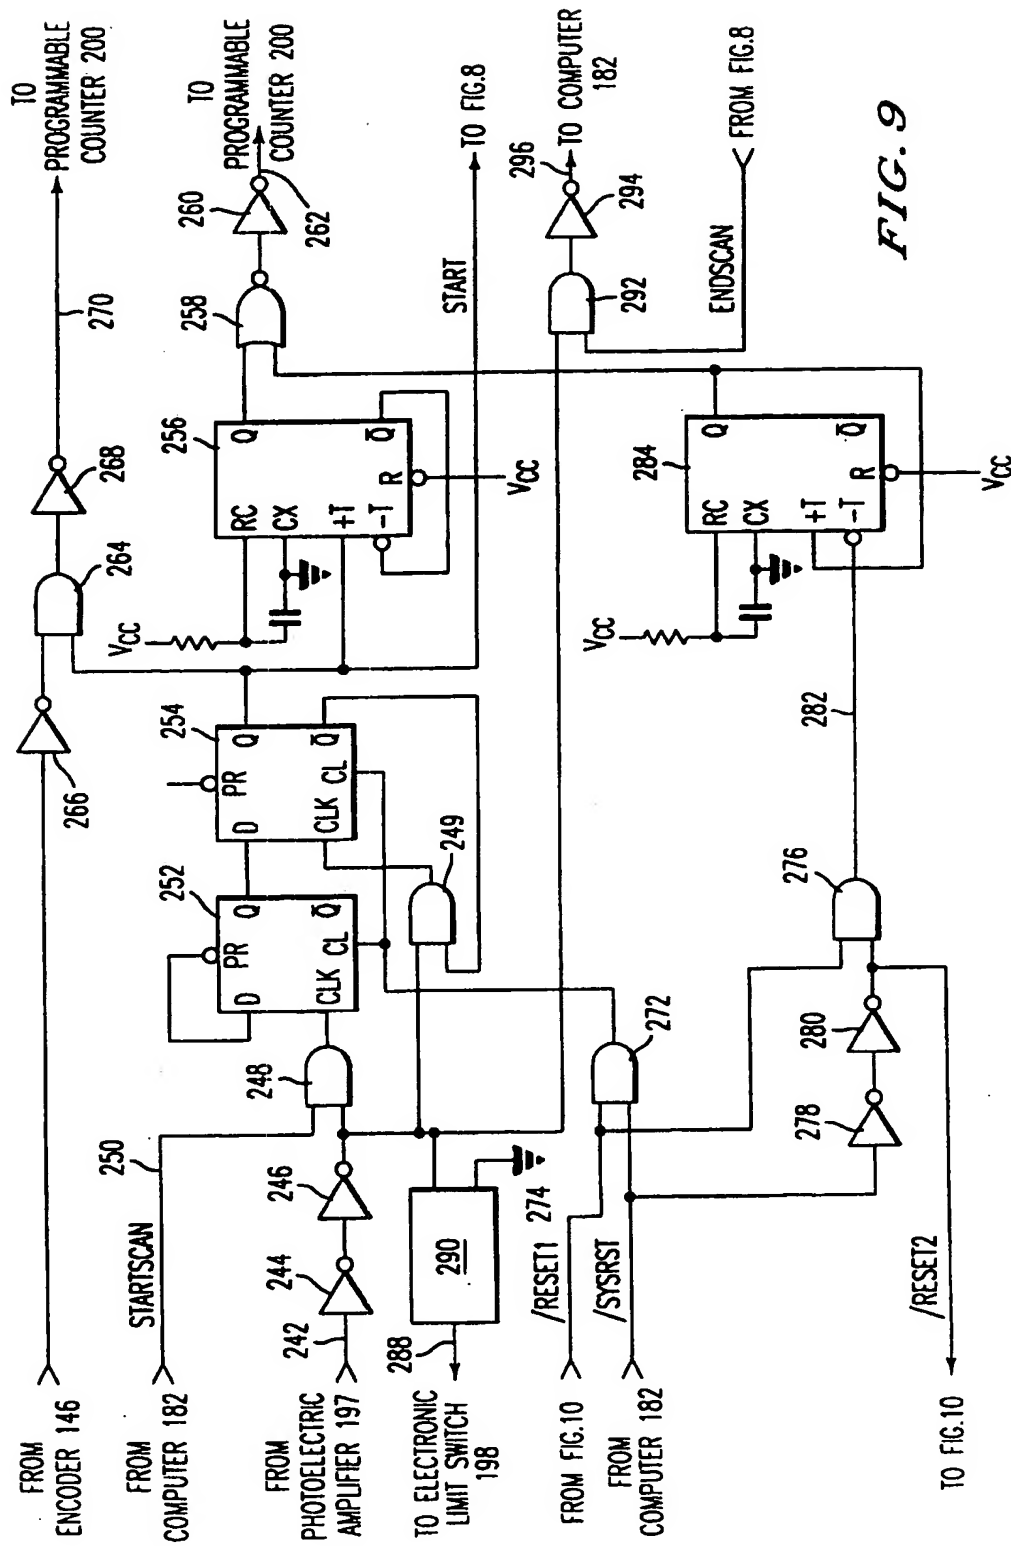 FROM
ENCODER 146
FROM
COMPUTER 182
STARTSCAN
250
FROM
PHOTOELECTRIC
AMPLIFIER 197
242
244
246
248
TO ELECTRONIC
LIMIT SWITCH
198
288
290
274
FROM FIG.10
/RESET1
FROM
COMPUTER 182
/SYSRST
TO FIG.10
/RESET2
272
278
280
276
282
249
252
D
PR
Q
CLK
CL
Q̅
254
D
PR
Q
CLK
CL
Q̅
266
264
268
270
TO
PROGRAMMABLE
COUNTER 200
VCC
256
RC
CX
+T
-T
R
Q
Q̅
VCC
258
260
262
TO
PROGRAMMABLE
COUNTER 200
START
TO FIG.8
292
294
296
TO COMPUTER
182
ENDSCAN
FROM FIG.8
VCC
284
RC
CX
+T
-T
R
Q
Q̅
VCC
FIG. 9